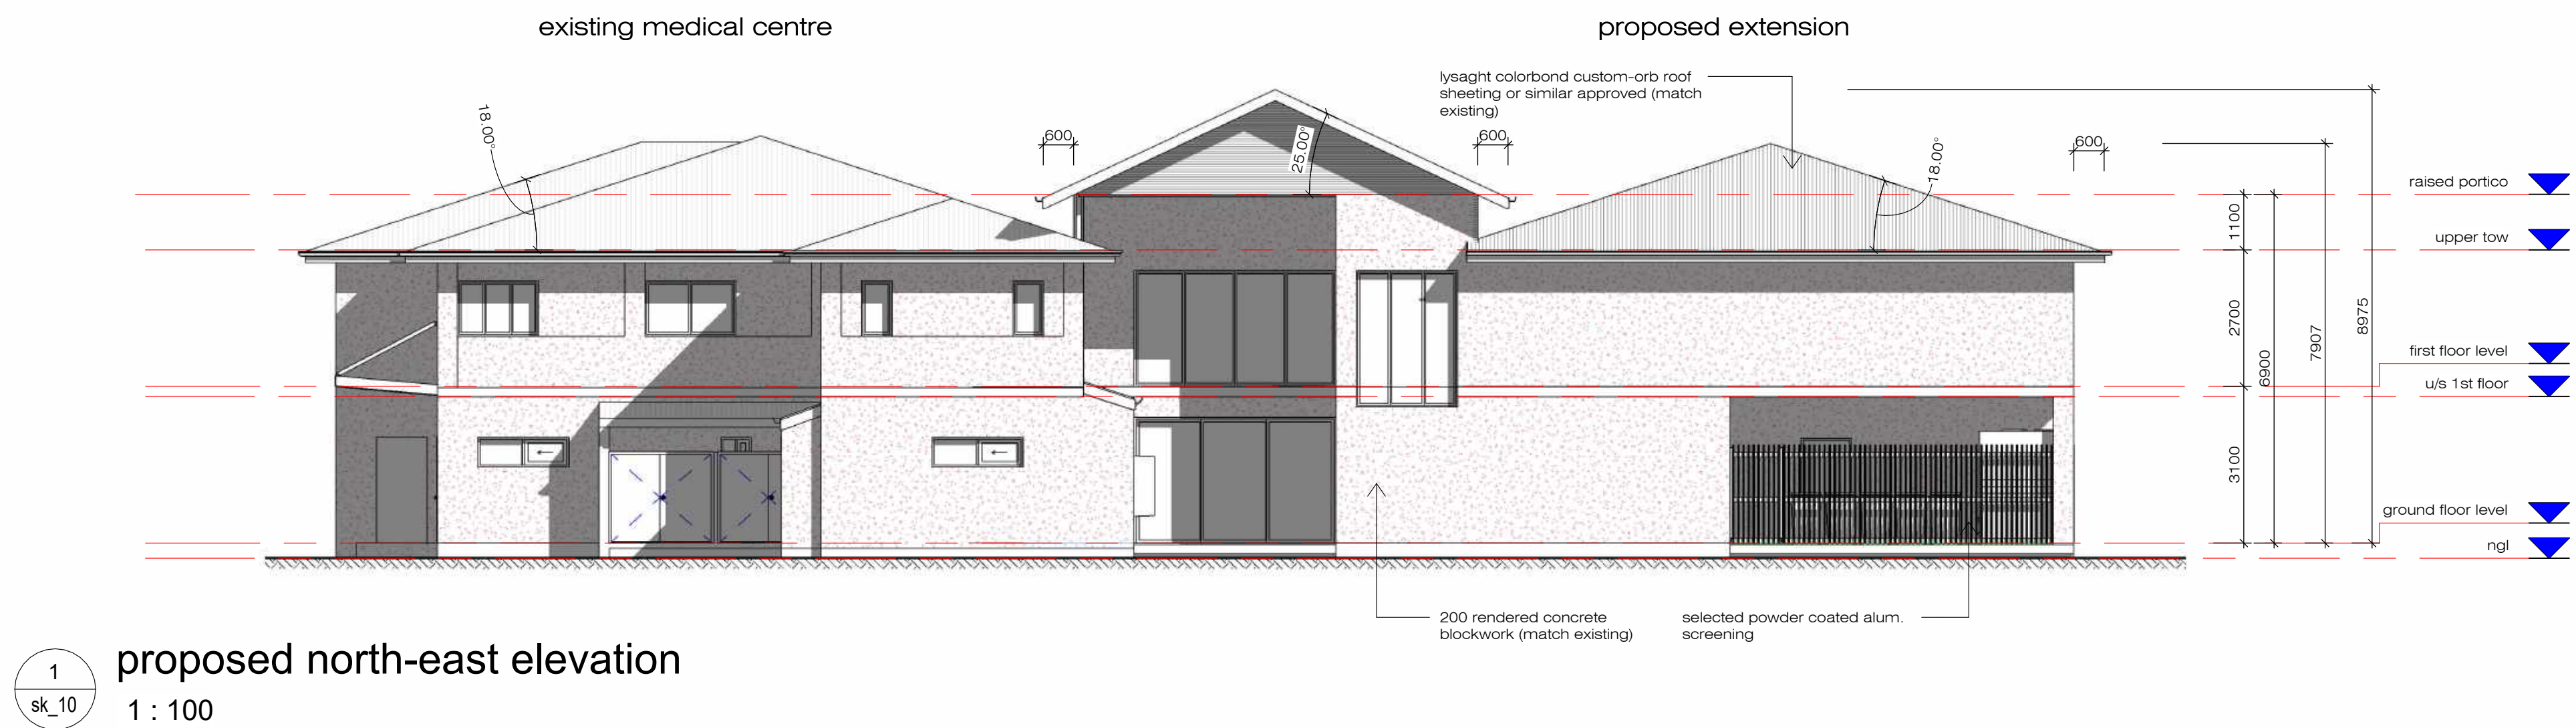 existing medical centre
proposed extension
lysaght colorbond custom-orb roof
sheeting or similar approved (match
existing)
18.00°
600
25.00°
600
18.00°
600
raised portico
upper tow
first floor level
u/s 1st floor
ground floor level
ngl
1100
2700
3100
6900
7907
8975
200 rendered concrete
blockwork (match existing)
selected powder coated alum.
screening
1
sk_10
proposed north-east elevation
1 : 100